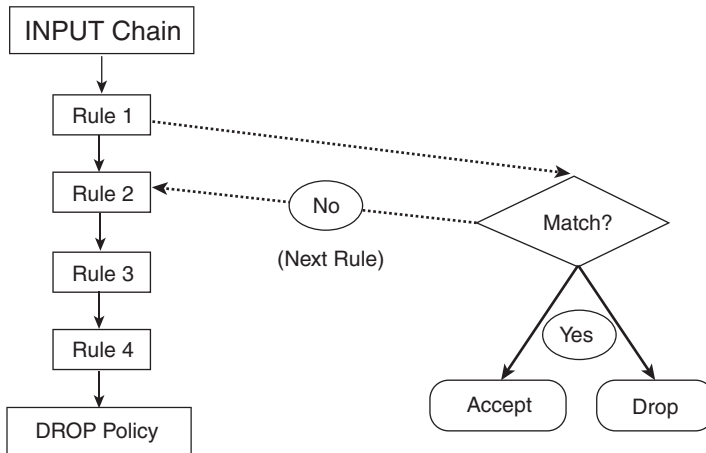 INPUT Chain
Rule 1
Rule 2
No
Match?
(Next Rule)
Rule 3
Yes
Rule 4
Accept
Drop
DROP Policy